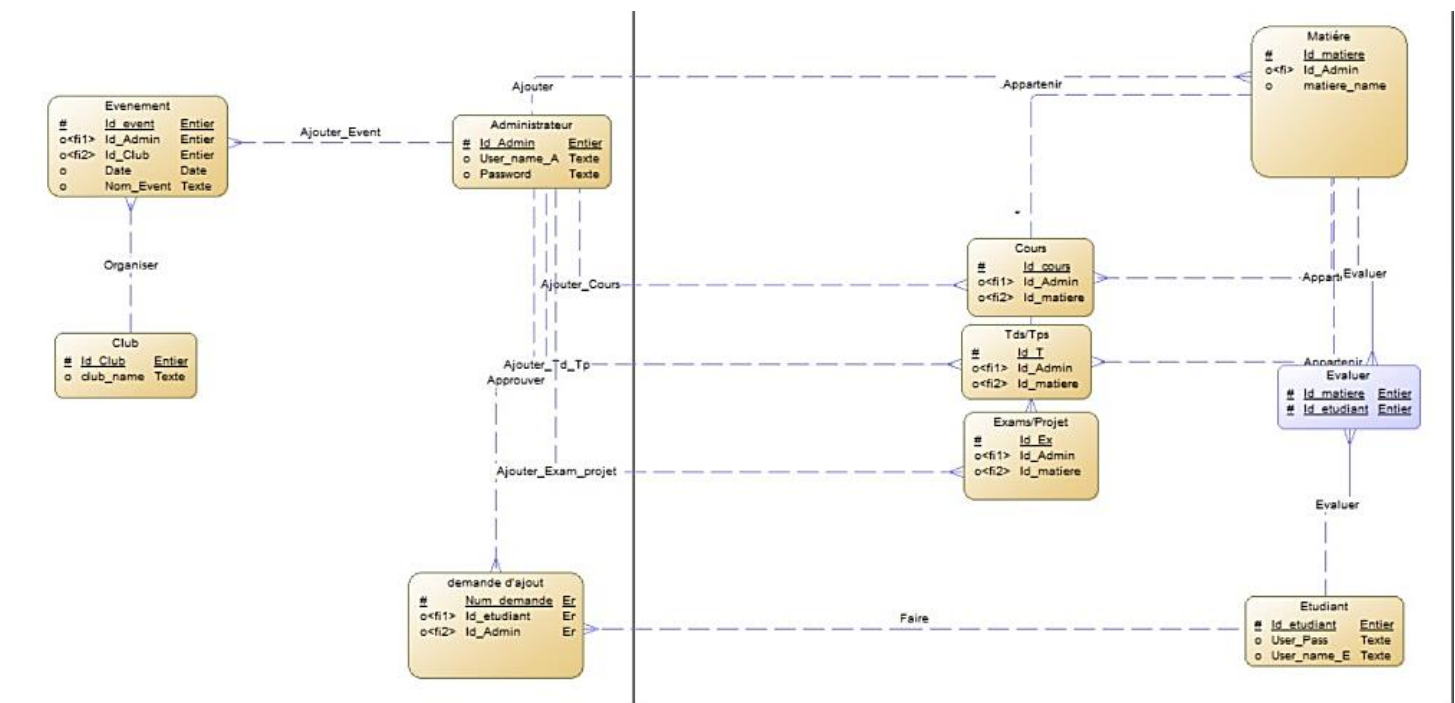 Matiére
# Id_matiere
o<fi> Id_Admin
o matiere_name
Ajouter
Appartenir
Evenement
# Id_event Entier
o<fi1> Id_Admin Entier
o<fi2> Id_Club Entier
o Date Date
o Nom_Event Texte
Ajouter_Event
Administrateur
# Id_Admin Entier
o User_name_A Texte
o Password Texte
Organiser
Cours
# Id_cours
o<fi1> Id_Admin
o<fi2> Id_matiere
Ajouter_Cours
Evaluer
Club
# Id_Club Entier
o club_name Texte
Tds/Tps
# Id_T
o<fi1> Id_Admin
o<fi2> Id_matiere
Ajouter_Td_Tp
Appartenir
Approuver
Evaluer
# Id_matiere Entier
# Id_etudiant Entier
Exams/Projet
# Id_Ex
o<fi1> Id_Admin
o<fi2> Id_matiere
Ajouter_Exam_projet
Evaluer
demande d'ajout
# Num_demande Er
o<fi1> Id_etudiant Er
o<fi2> Id_Admin Er
Faire
Etudiant
# Id_etudiant Entier
o User_Pass Texte
o User_name_E Texte